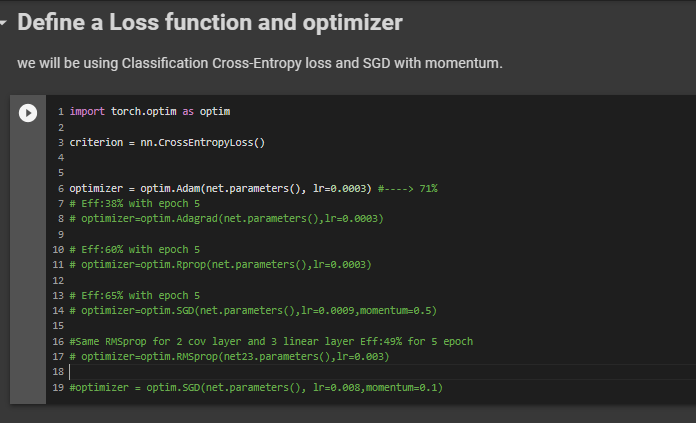 Define a Loss function and optimizer
we will be using Classification Cross-Entropy loss and SGD with momentum.
1 import torch.optim as optim
2
3 criterion = nn.CrossEntropyLoss()
4
5
6 optimizer = optim.Adam(net.parameters(), lr=0.0003) #----> 71%
7 # Eff:38% with epoch 5
8 # optimizer=optim.Adagrad(net.parameters(),lr=0.0003)
9
10 # Eff:60% with epoch 5
11 # optimizer=optim.Rprop(net.parameters(),lr=0.0003)
12
13 # Eff:65% with epoch 5
14 # optimizer=optim.SGD(net.parameters(),lr=0.0009,momentum=0.5)
15
16 #Same RMSprop for 2 cov layer and 3 linear layer Eff:49% for 5 epoch
17 # optimizer=optim.RMSprop(net23.parameters(),lr=0.003)
18
19 #optimizer = optim.SGD(net.parameters(), lr=0.008,momentum=0.1)